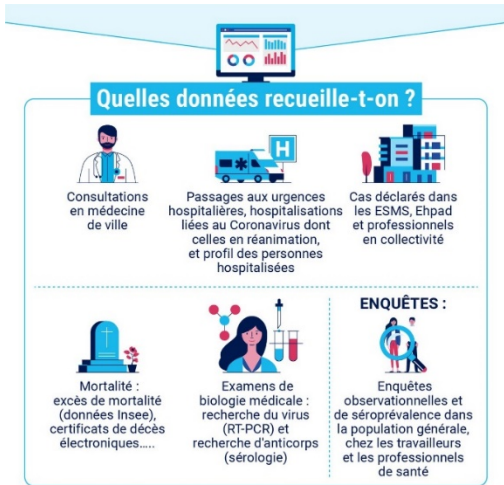 Quelles données recueille-t-on ?
H
Consultations
en médecine
de ville
Passages aux urgences
hospitalières, hospitalisations
liées au Coronavirus dont
celles en réanimation,
et profil des personnes
hospitalisées
Cas déclarés dans
les ESMS, Ehpad
et professionnels
en collectivité
Mortalité :
excès de mortalité
(données Insee),
certificats de décès
électroniques.....
Examens de
biologie médicale :
recherche du virus
(RT-PCR) et
recherche d'anticorps
(sérologie)
ENQUÊTES :
Enquêtes
observationnelles et
de séroprévalence dans
la population générale,
chez les travailleurs
et les professionnels
de santé